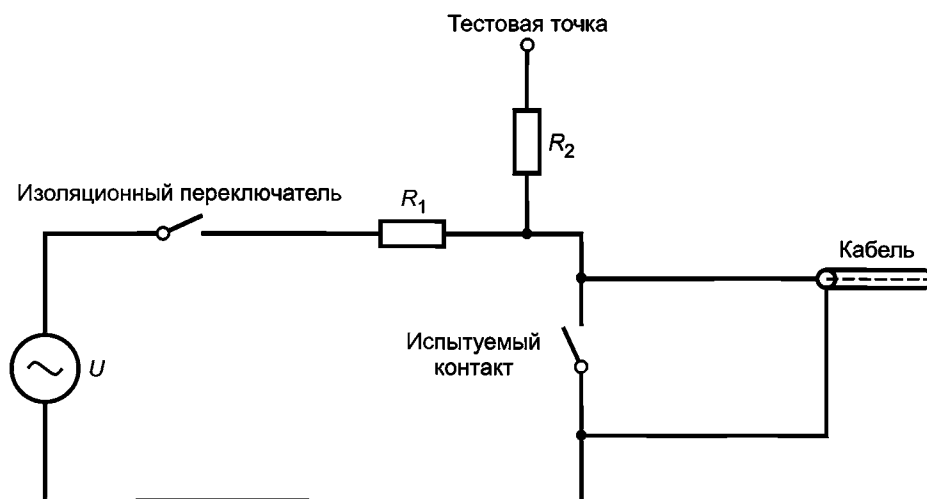 Тестовая точка
R2
Изоляционный переключатель
R1
Кабель
Испытуемый
контакт
U